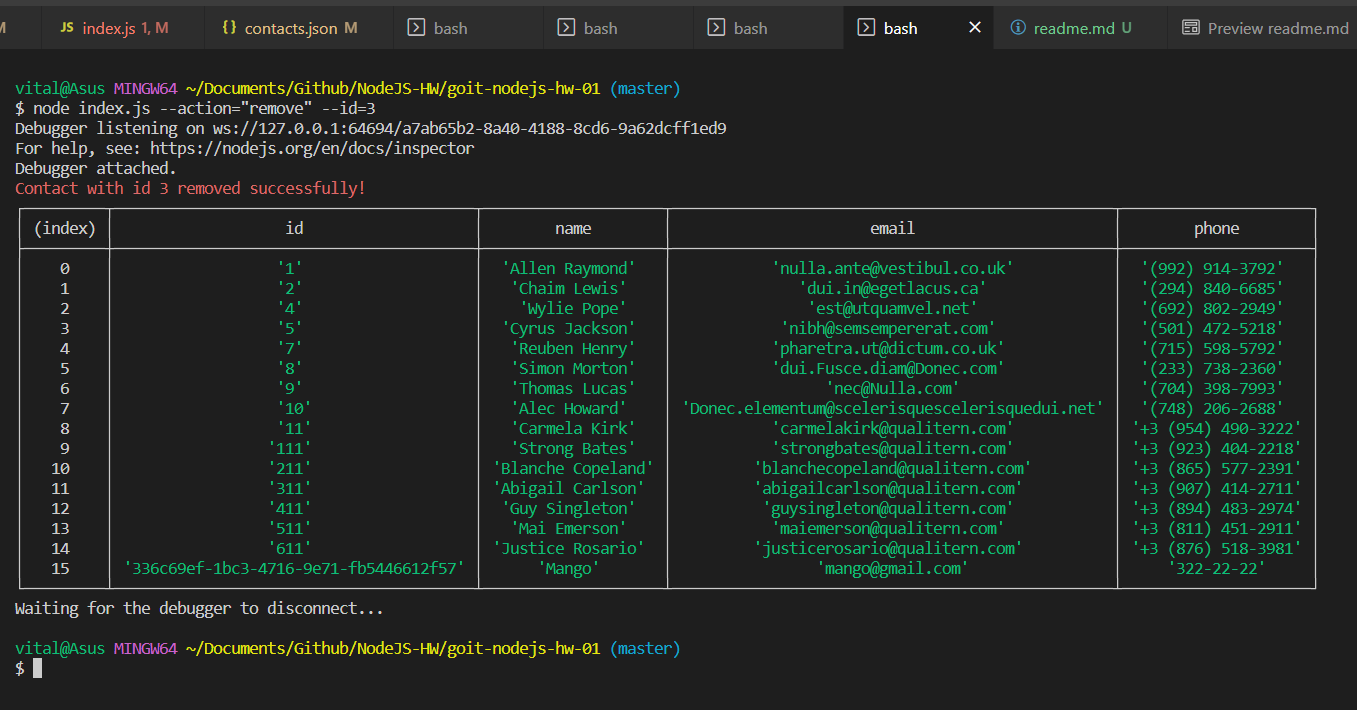 M JS index.js 1, M {} contacts.json M bash bash bash bash readme.md U Preview readme.md
vital@Asus MINGW64 ~/Documents/Github/NodeJS-HW/goit-nodejs-hw-01 (master)
$ node index.js --action="remove" --id=3
Debugger listening on ws://127.0.0.1:64694/a7ab65b2-8a40-4188-8cd6-9a62dcff1ed9
For help, see: https://nodejs.org/en/docs/inspector
Debugger attached.
Contact with id 3 removed successfully!
(index) id name email phone
0 '1' 'Allen Raymond' 'nulla.ante@vestibul.co.uk' '(992) 914-3792'
1 '2' 'Chaim Lewis' 'dui.in@egetlacus.ca' '(294) 840-6685'
2 '4' 'Wylie Pope' 'est@utquamvel.net' '(692) 802-2949'
3 '5' 'Cyrus Jackson' 'nibh@semsempererat.com' '(501) 472-5218'
4 '7' 'Reuben Henry' 'pharetra.ut@dictum.co.uk' '(715) 598-5792'
5 '8' 'Simon Morton' 'dui.Fusce.diam@Donec.com' '(233) 738-2360'
6 '9' 'Thomas Lucas' 'nec@Nulla.com' '(704) 398-7993'
7 '10' 'Alec Howard' 'Donec.elementum@scelerisquescelerisquedui.net' '(748) 206-2688'
8 '11' 'Carmela Kirk' 'carmelakirk@qualitern.com' '+3 (954) 490-3222'
9 '111' 'Strong Bates' 'strongbates@qualitern.com' '+3 (923) 404-2218'
10 '211' 'Blanche Copeland' 'blanchecopeland@qualitern.com' '+3 (865) 577-2391'
11 '311' 'Abigail Carlson' 'abigailcarlson@qualitern.com' '+3 (907) 414-2711'
12 '411' 'Guy Singleton' 'guysingleton@qualitern.com' '+3 (894) 483-2974'
13 '511' 'Mai Emerson' 'maiemerson@qualitern.com' '+3 (811) 451-2911'
14 '611' 'Justice Rosario' 'justicerosario@qualitern.com' '+3 (876) 518-3981'
15 '336c69ef-1bc3-4716-9e71-fb5446612f57' 'Mango' 'mango@gmail.com' '322-22-22'
Waiting for the debugger to disconnect...
vital@Asus MINGW64 ~/Documents/Github/NodeJS-HW/goit-nodejs-hw-01 (master)
$